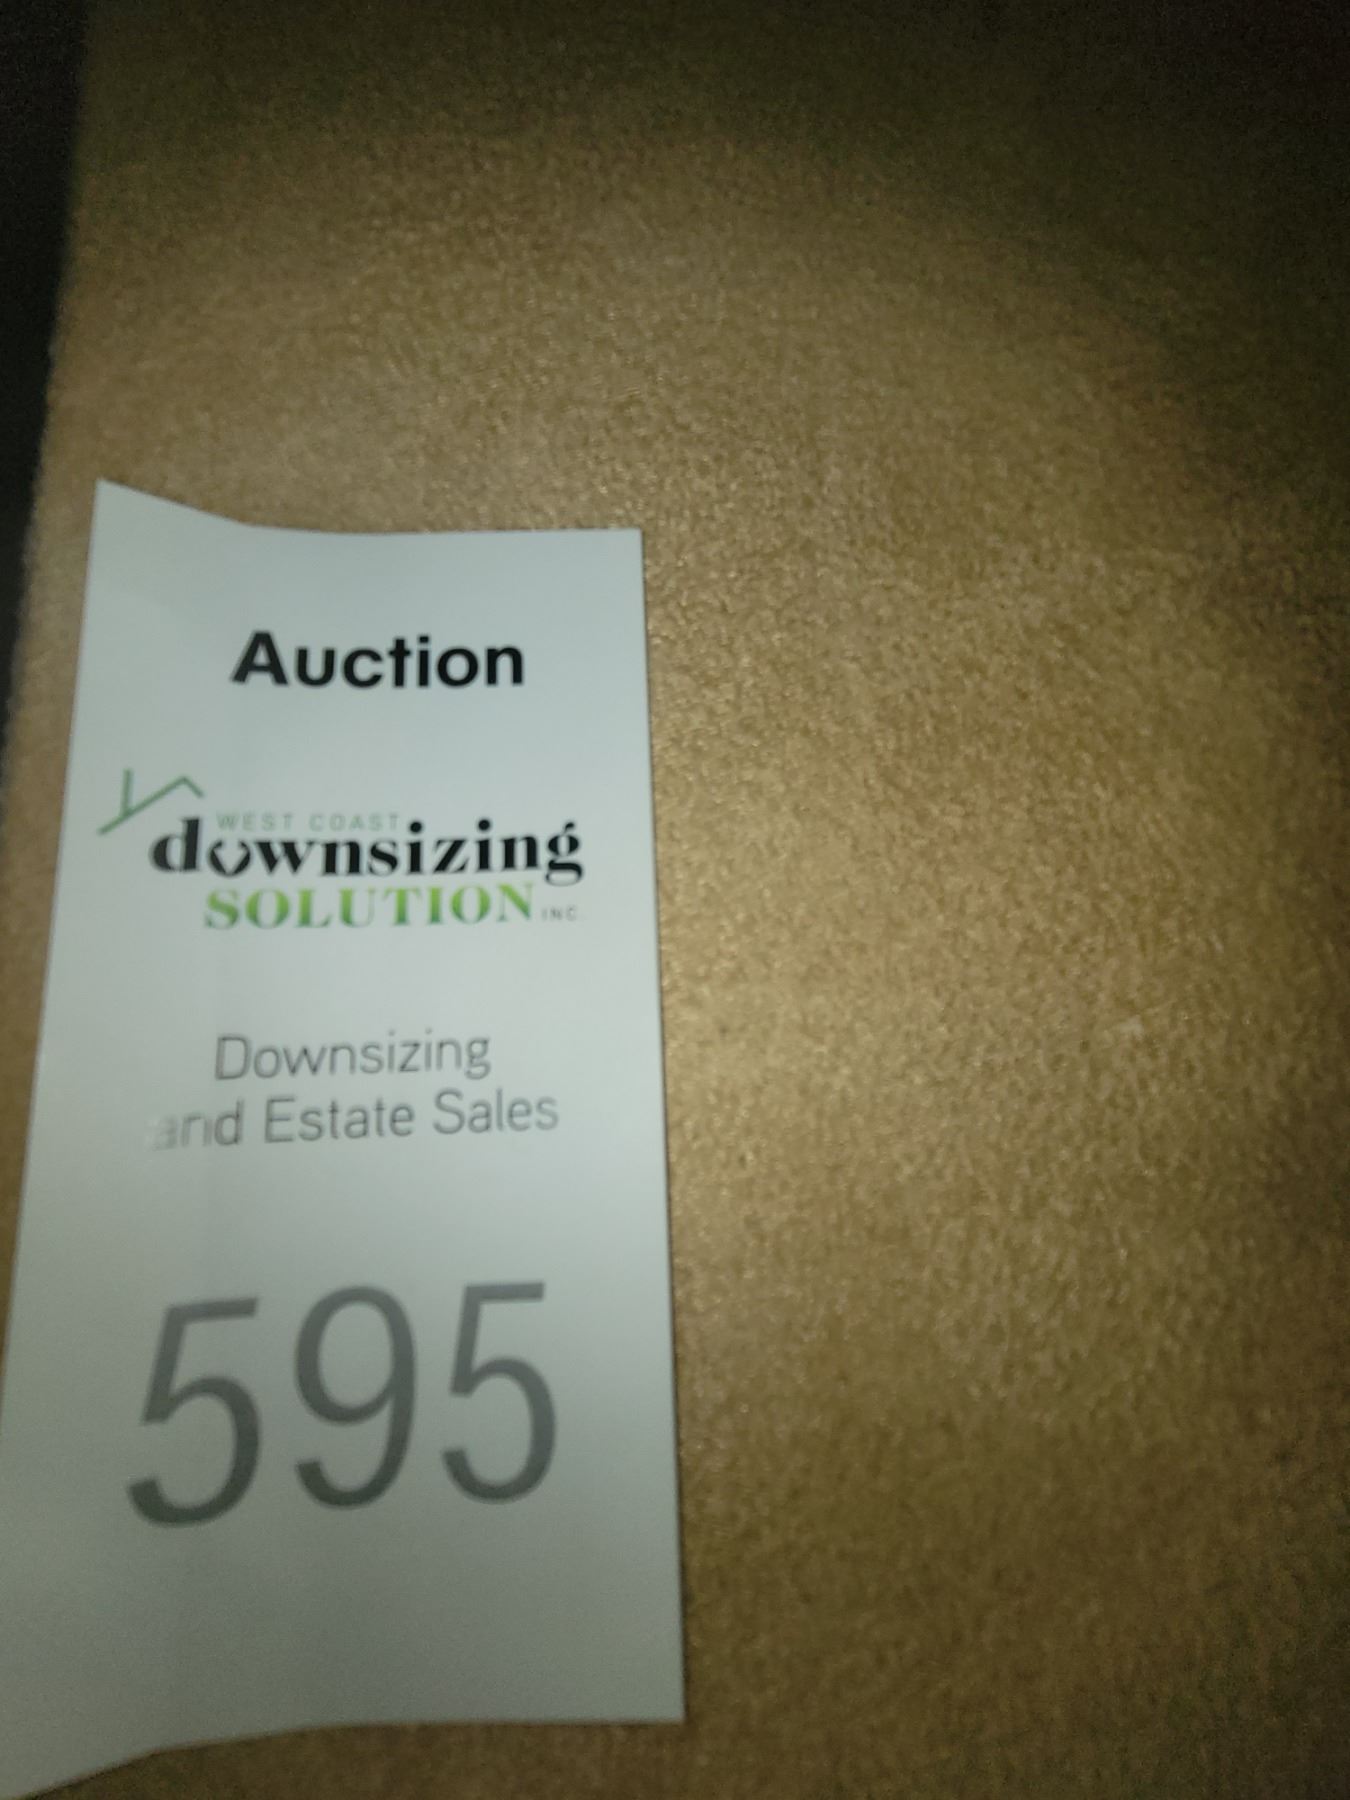 Auction
WEST COAST
downsizing
SOLUTION INC.
Downsizing
and Estate Sales
595